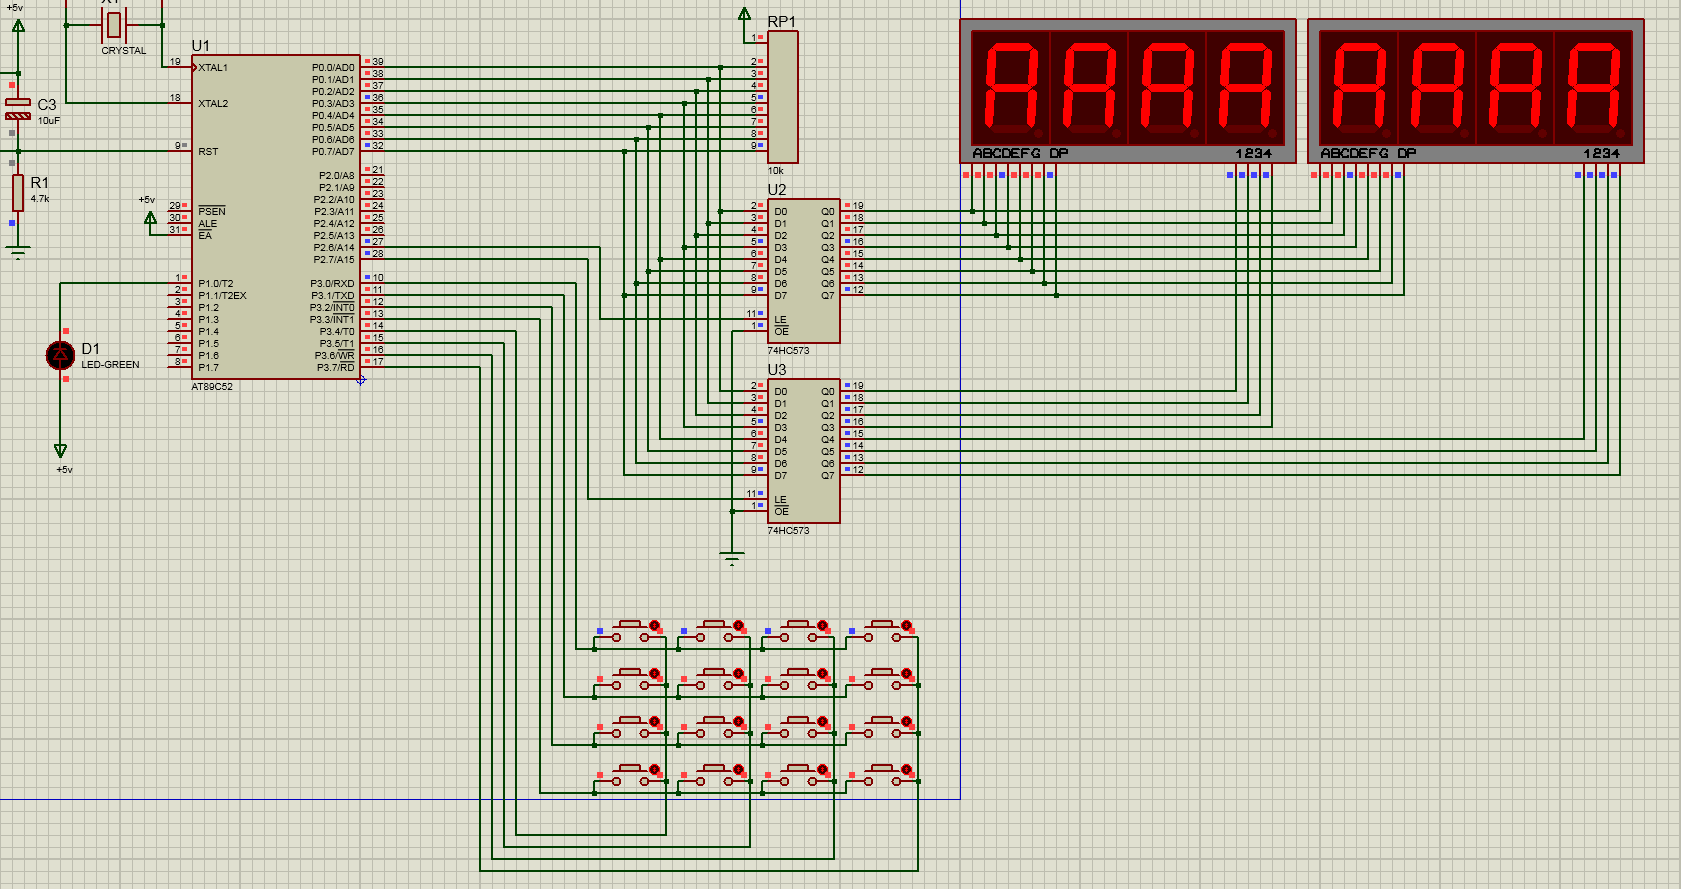 +5v
X1
CRYSTAL
C3
10uF
R1
4.7k
+5v
U1
19 XTAL1
18 XTAL2
9 RST
29 PSEN
30 ALE
31 EA
1 P1.0/T2
2 P1.1/T2EX
3 P1.2
4 P1.3
5 P1.4
6 P1.5
7 P1.6
8 P1.7
P0.0/AD0 39
P0.1/AD1 38
P0.2/AD2 37
P0.3/AD3 36
P0.4/AD4 35
P0.5/AD5 34
P0.6/AD6 33
P0.7/AD7 32
P2.0/A8 21
P2.1/A9 22
P2.2/A10 23
P2.3/A11 24
P2.4/A12 25
P2.5/A13 26
P2.6/A14 27
P2.7/A15 28
P3.0/RXD 10
P3.1/TXD 11
P3.2/INT0 12
P3.3/INT1 13
P3.4/T0 14
P3.5/T1 15
P3.6/WR 16
P3.7/RD 17
AT89C52
D1
LED-GREEN
+5v
RP1
1
2
3
4
5
6
7
8
9
10k
U2
2 D0 Q0 19
3 D1 Q1 18
4 D2 Q2 17
5 D3 Q3 16
6 D4 Q4 15
7 D5 Q5 14
8 D6 Q6 13
9 D7 Q7 12
11 LE
1 OE
74HC573
U3
2 D0 Q0 19
3 D1 Q1 18
4 D2 Q2 17
5 D3 Q3 16
6 D4 Q4 15
7 D5 Q5 14
8 D6 Q6 13
9 D7 Q7 12
11 LE
1 OE
74HC573
AAAA
ABCDEFG DP 1234
AAAA
ABCDEFG DP 1234